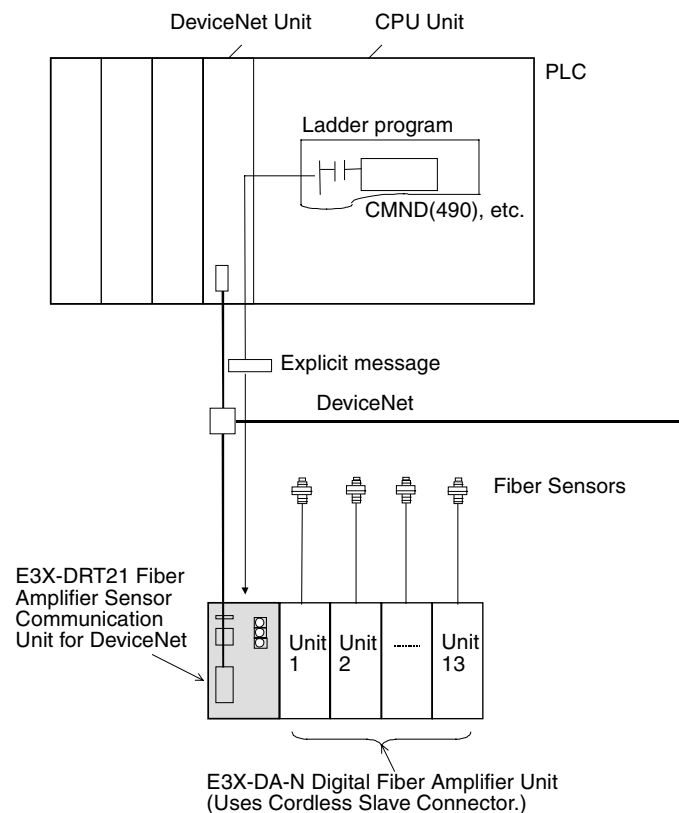 DeviceNet Unit
CPU Unit
PLC
Ladder program
CMND(490), etc.
Explicit message
DeviceNet
Fiber Sensors
E3X-DRT21 Fiber
Amplifier Sensor
Communication
Unit for DeviceNet
Unit
1
Unit
2
Unit
13
E3X-DA-N Digital Fiber Amplifier Unit
(Uses Cordless Slave Connector.)